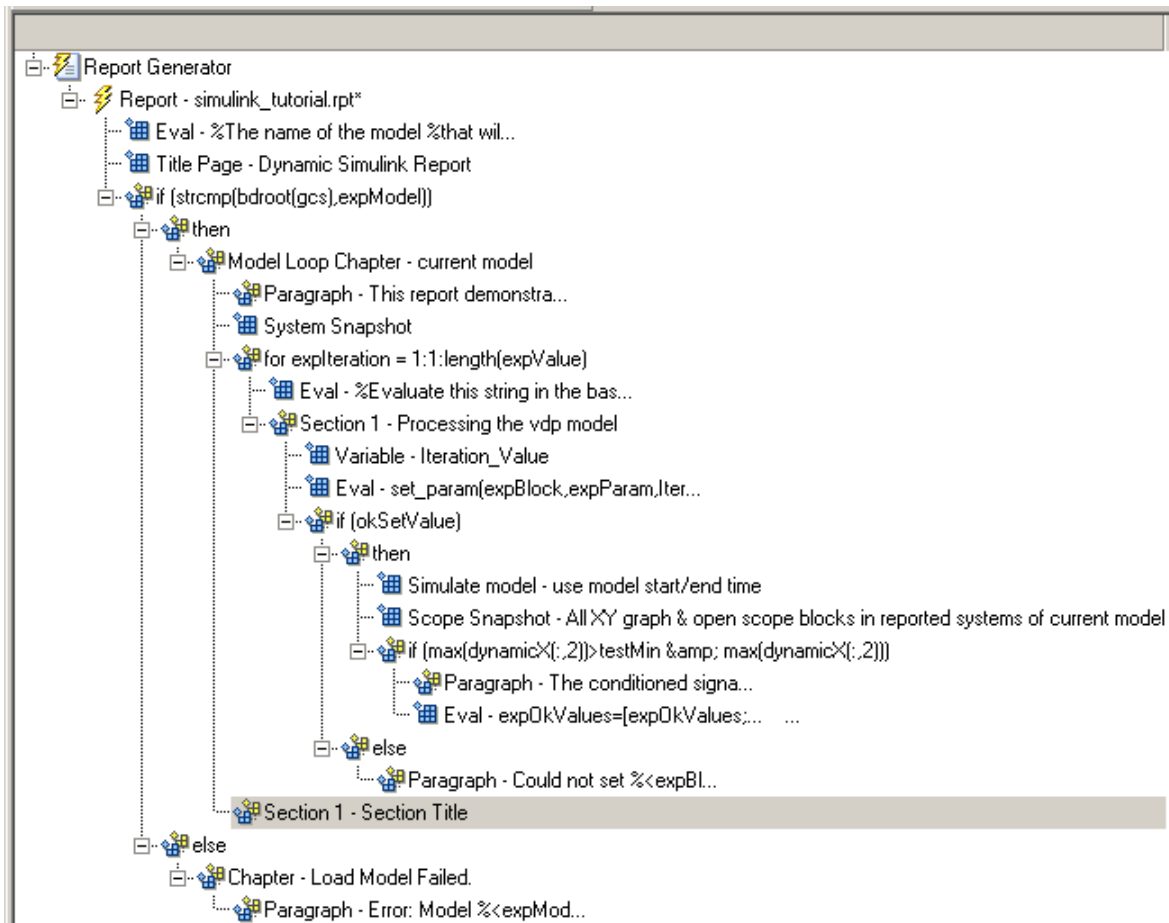 Report Generator
Report - simulink_tutorial.rpt*
Eval - %The name of the model %that wil...
Title Page - Dynamic Simulink Report
if (strcmp(bdroot(gcs),expModel))
then
Model Loop Chapter - current model
Paragraph - This report demonstra...
System Snapshot
for expIteration = 1:1:length(expValue)
Eval - %Evaluate this string in the bas...
Section 1 - Processing the vdp model
Variable - Iteration_Value
Eval - set_param(expBlock,expParam,Iter...
if (okSetValue)
then
Simulate model - use model start/end time
Scope Snapshot - All XY graph & open scope blocks in reported systems of current model
if (max(dynamicX(:,2))>testMin &amp; max(dynamicX(:,2)))
Paragraph - The conditioned signa...
Eval - expOkValues=[expOkValues;... ...
else
Paragraph - Could not set %<expBl...
Section 1 - Section Title
else
Chapter - Load Model Failed.
Paragraph - Error: Model %<expMod...